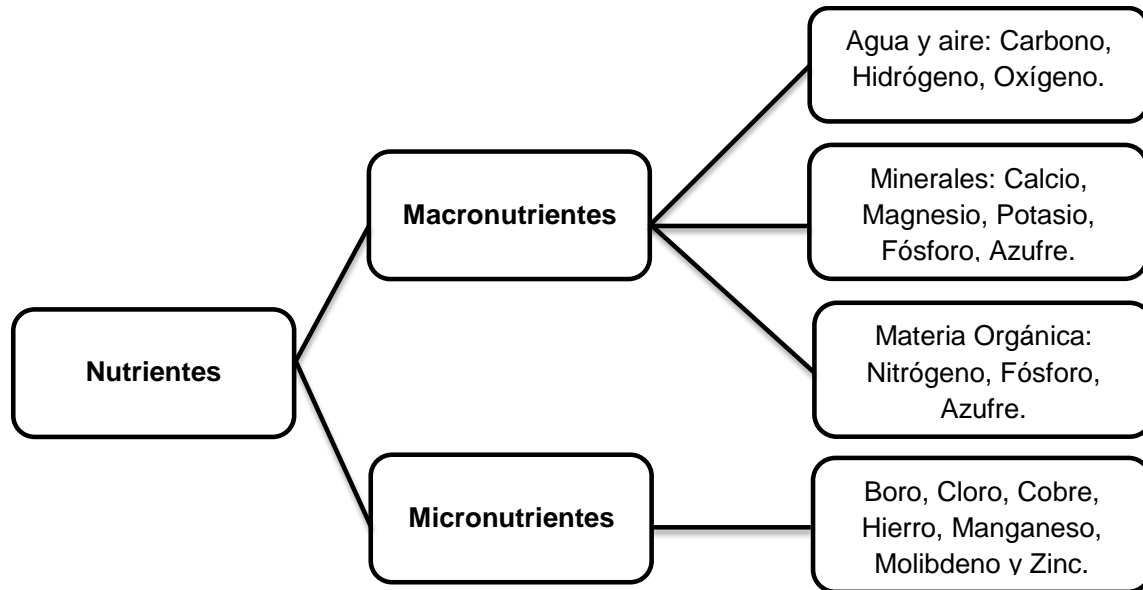 Agua y aire: Carbono,
Hidrógeno, Oxígeno.
Macronutrientes
Minerales: Calcio,
Magnesio, Potasio,
Fósforo, Azufre.
Nutrientes
Materia Orgánica:
Nitrógeno, Fósforo,
Azufre.
Micronutrientes
Boro, Cloro, Cobre,
Hierro, Manganeso,
Molibdeno y Zinc.